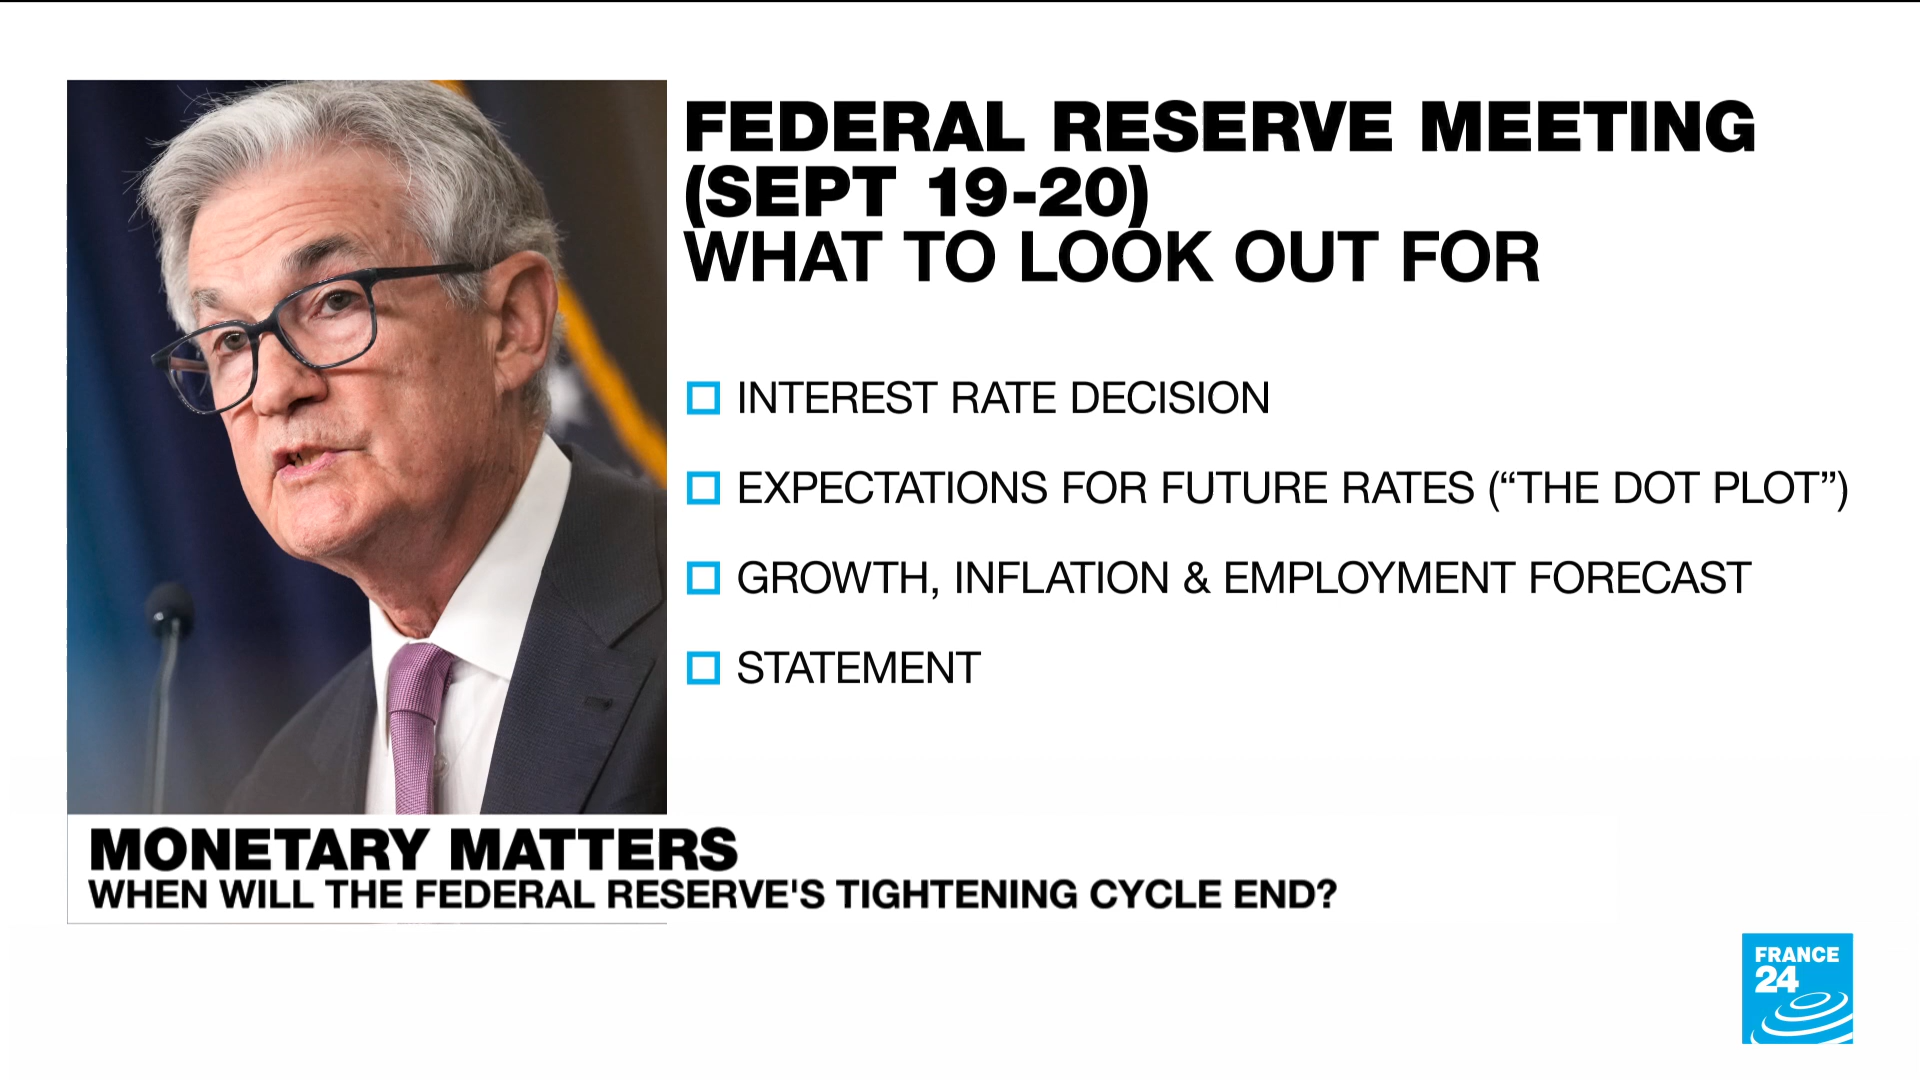 FEDERAL RESERVE MEETING
(SEPT 19-20)
WHAT TO LOOK OUT FOR
INTEREST RATE DECISION
EXPECTATIONS FOR FUTURE RATES (“THE DOT PLOT”)
GROWTH, INFLATION & EMPLOYMENT FORECAST
STATEMENT
MONETARY MATTERS
WHEN WILL THE FEDERAL RESERVE'S TIGHTENING CYCLE END?
FRANCE
24